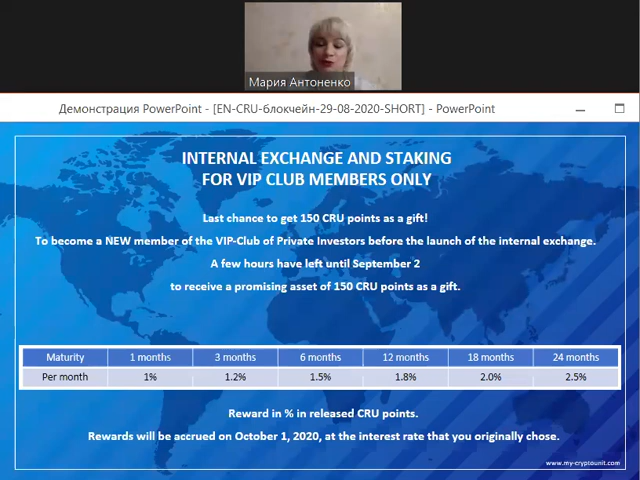 Мария Антоненко
Демонстрация PowerPoint - [EN-CRU-блокчейн-29-08-2020-SHORT] - PowerPoint
INTERNAL EXCHANGE AND STAKING
FOR VIP CLUB MEMBERS ONLY
Last chance to get 150 CRU points as a gift!
To become a NEW member of the VIP-Club of Private Investors before the launch of the internal exchange.
A few hours have left until September 2
to receive a promising asset of 150 CRU points as a gift.
Maturity 1 months 3 months 6 months 12 months 18 months 24 months
Per month 1% 1.2% 1.5% 1.8% 2.0% 2.5%
Reward in % in released CRU points.
Rewards will be accrued on October 1, 2020, at the interest rate that you originally chose.
www.my-cryptounit.com